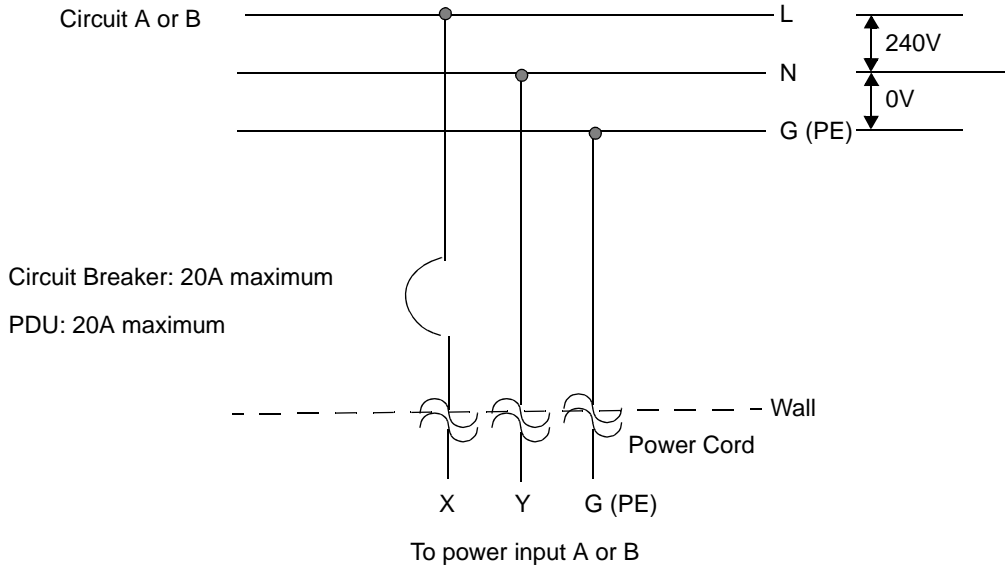 Circuit A or B
L
240V
N
0V
G (PE)
Circuit Breaker: 20A maximum
PDU: 20A maximum
Wall
Power Cord
X Y G (PE)
To power input A or B